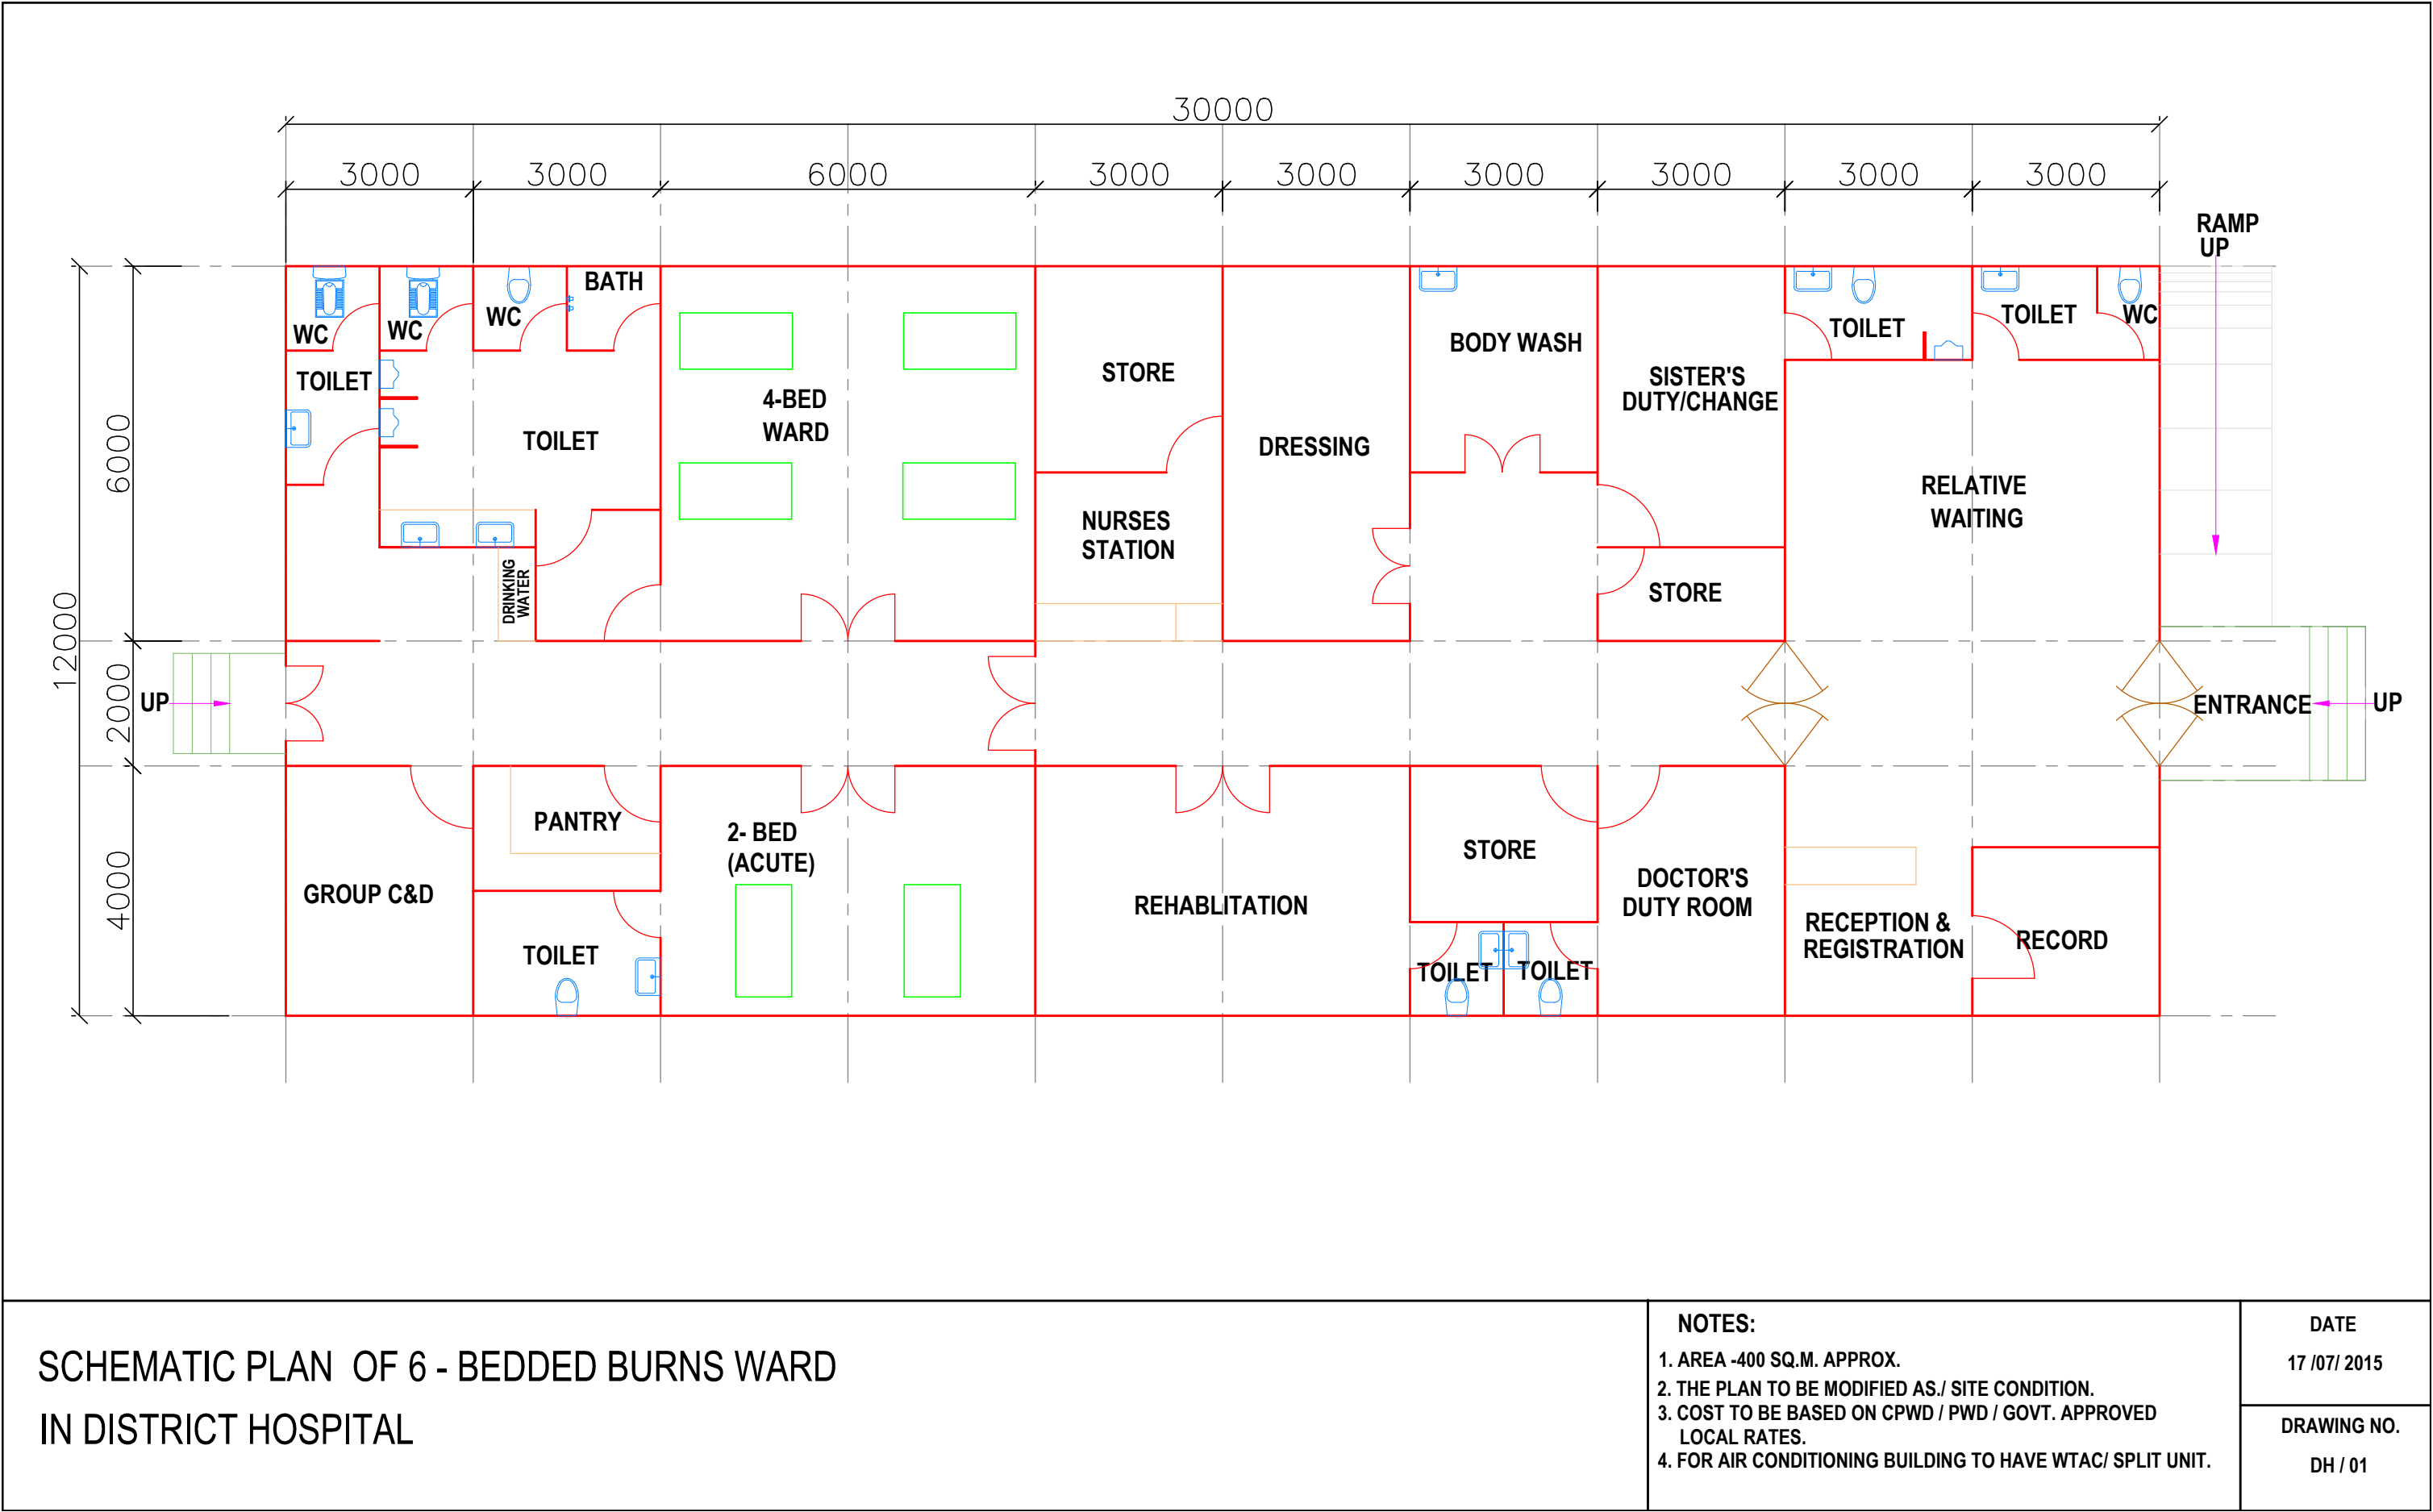 30000
3000 3000 6000 3000 3000 3000 3000 3000 3000
RAMP
UP
12000
6000
2000
4000
WC
WC
WC
BATH
TOILET
TOILET
DRINKING
WATER
4-BED
WARD
STORE
NURSES
STATION
DRESSING
BODY WASH
SISTER'S
DUTY/CHANGE
STORE
TOILET
TOILET
WC
RELATIVE
WAITING
UP
ENTRANCE
UP
GROUP C&D
PANTRY
TOILET
2- BED
(ACUTE)
REHABLITATION
STORE
TOILET
TOILET
DOCTOR'S
DUTY ROOM
RECEPTION &
REGISTRATION
RECORD
SCHEMATIC PLAN OF 6 - BEDDED BURNS WARD
IN DISTRICT HOSPITAL
NOTES:
1. AREA -400 SQ.M. APPROX.
2. THE PLAN TO BE MODIFIED AS./ SITE CONDITION.
3. COST TO BE BASED ON CPWD / PWD / GOVT. APPROVED
LOCAL RATES.
4. FOR AIR CONDITIONING BUILDING TO HAVE WTAC/ SPLIT UNIT.
DATE
17 /07/ 2015
DRAWING NO.
DH / 01